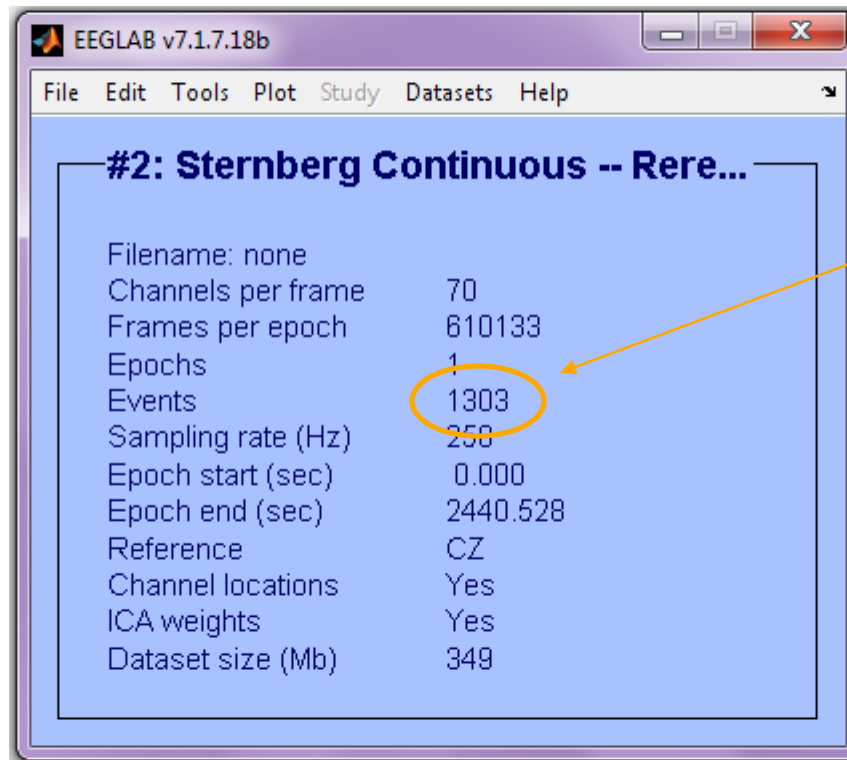 EEGLAB v7.1.7.18b
File Edit Tools Plot Study Datasets Help
#2: Sternberg Continuous -- Rere...
Filename: none
Channels per frame 70
Frames per epoch 610133
Epochs 1
Events 1303
Sampling rate (Hz) 250
Epoch start (sec) 0.000
Epoch end (sec) 2440.528
Reference CZ
Channel locations Yes
ICA weights Yes
Dataset size (Mb) 349